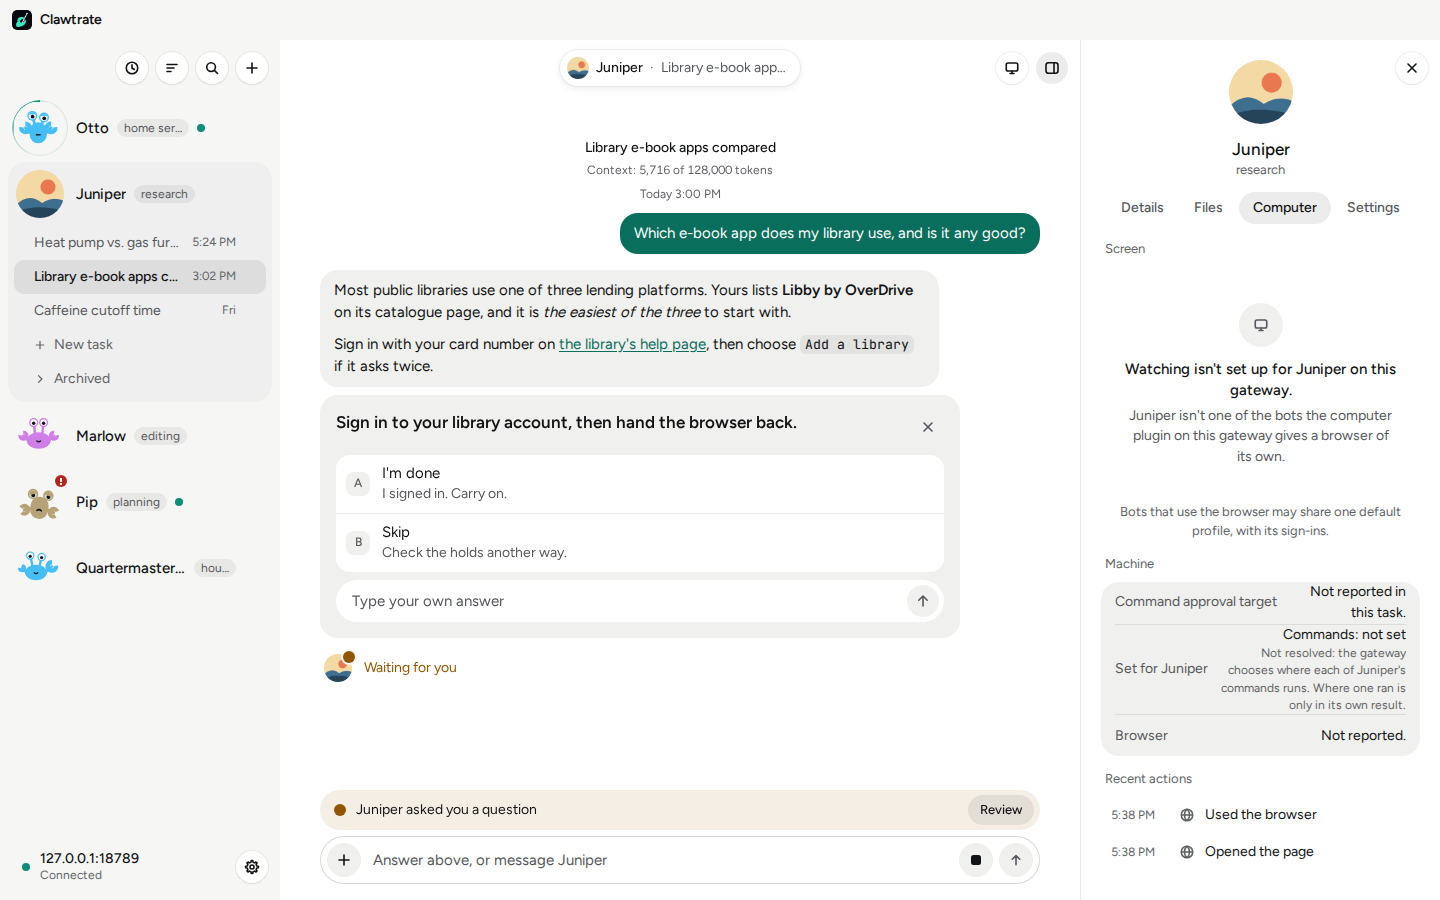 Clawtrate
Otto
home ser...
Juniper
research
Heat pump vs. gas fur...
5:24 PM
Library e-book apps c...
3:02 PM
Caffeine cutoff time
Fri
New task
Archived
Marlow
editing
Pip
planning
Quartermaster...
hou...
127.0.0.1:18789
Connected
Juniper · Library e-book app...
Library e-book apps compared
Context: 5,716 of 128,000 tokens
Today 3:00 PM
Which e-book app does my library use, and is it any good?
Most public libraries use one of three lending platforms. Yours lists Libby by OverDrive
on its catalogue page, and it is the easiest of the three to start with.
Sign in with your card number on the library's help page, then choose Add a library
if it asks twice.
Sign in to your library account, then hand the browser back.
A
I'm done
I signed in. Carry on.
B
Skip
Check the holds another way.
Type your own answer
Waiting for you
Juniper asked you a question
Review
Answer above, or message Juniper
Juniper
research
Details
Files
Computer
Settings
Screen
Watching isn't set up for Juniper on this
gateway.
Juniper isn't one of the bots the computer
plugin on this gateway gives a browser of
its own.
Bots that use the browser may share one default
profile, with its sign-ins.
Machine
Command approval target
Not reported in
this task.
Set for Juniper
Commands: not set
Not resolved: the gateway
chooses where each of Juniper's
commands runs. Where one ran is
only in its own result.
Browser
Not reported.
Recent actions
5:38 PM
Used the browser
5:38 PM
Opened the page